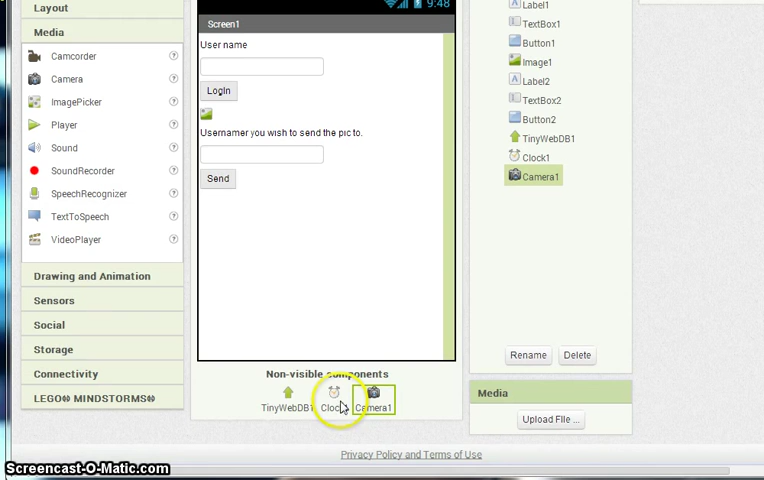 Layout
Media
Camcorder
Camera
ImagePicker
Player
Sound
SoundRecorder
SpeechRecognizer
TextToSpeech
VideoPlayer
Drawing and Animation
Sensors
Social
Storage
Connectivity
LEGO® MINDSTORMS®
9:48
Screen1
User name
Login
Usernamer you wish to send the pic to.
Send
Non-visible components
TinyWebDB1
Clock1
Camera1
Label1
TextBox1
Button1
Image1
Label2
TextBox2
Button2
TinyWebDB1
Clock1
Camera1
Rename
Delete
Media
Upload File ...
Privacy Policy and Terms of Use
Screencast-O-Matic.com